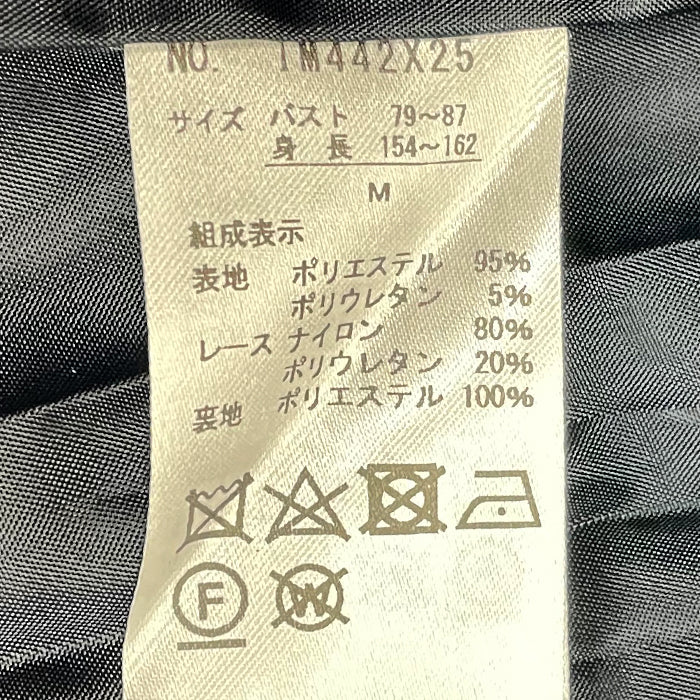 NO. IM442X25
サイズ バスト 79〜87
身長 154〜162
M
組成表示
表地 ポリエステル 95%
ポリウレタン 5%
レース ナイロン 80%
ポリウレタン 20%
裏地 ポリエステル 100%
F W